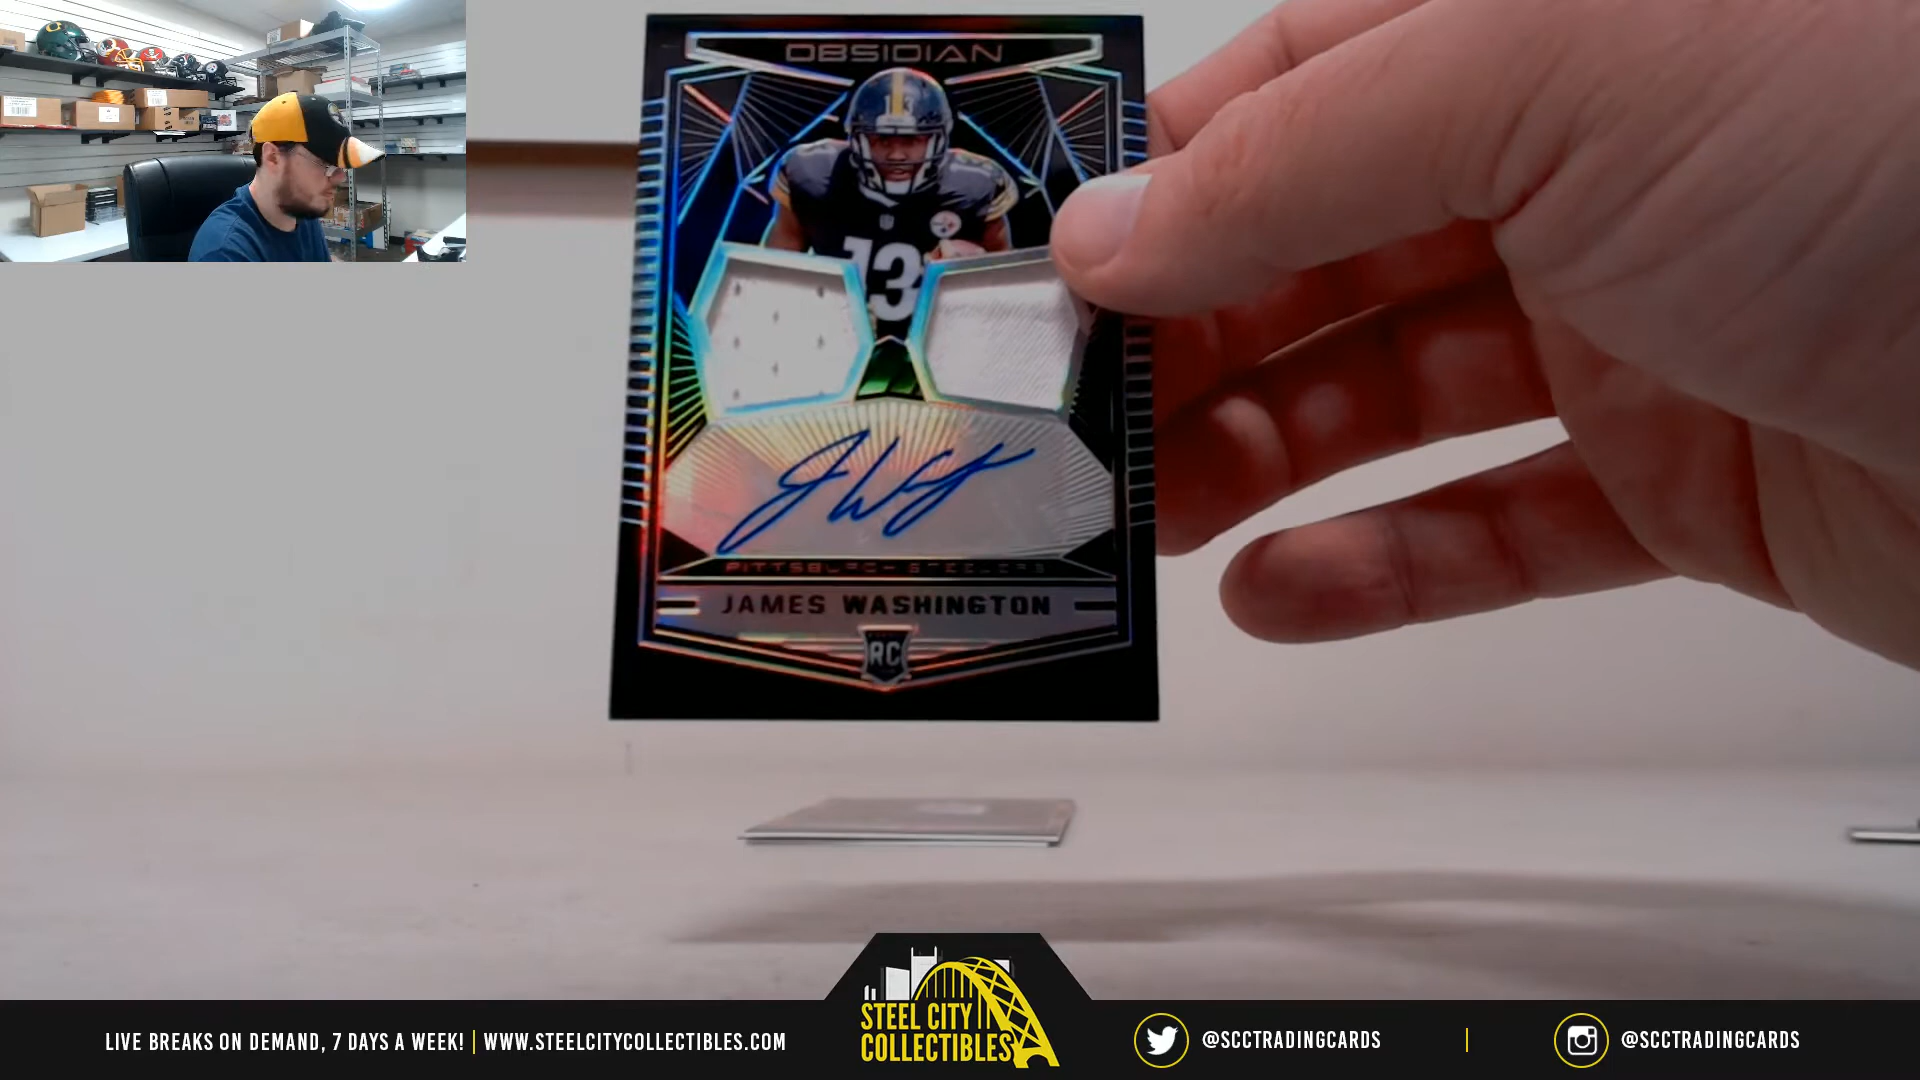 OBSIDIAN
13
PITTSBURGH STEELERS
JAMES WASHINGTON
RC
STEEL CITY
COLLECTIBLES
LIVE BREAKS ON DEMAND, 7 DAYS A WEEK! | WWW.STEELCITYCOLLECTIBLES.COM
@SCCTRADINGCARDS | @SCCTRADINGCARDS